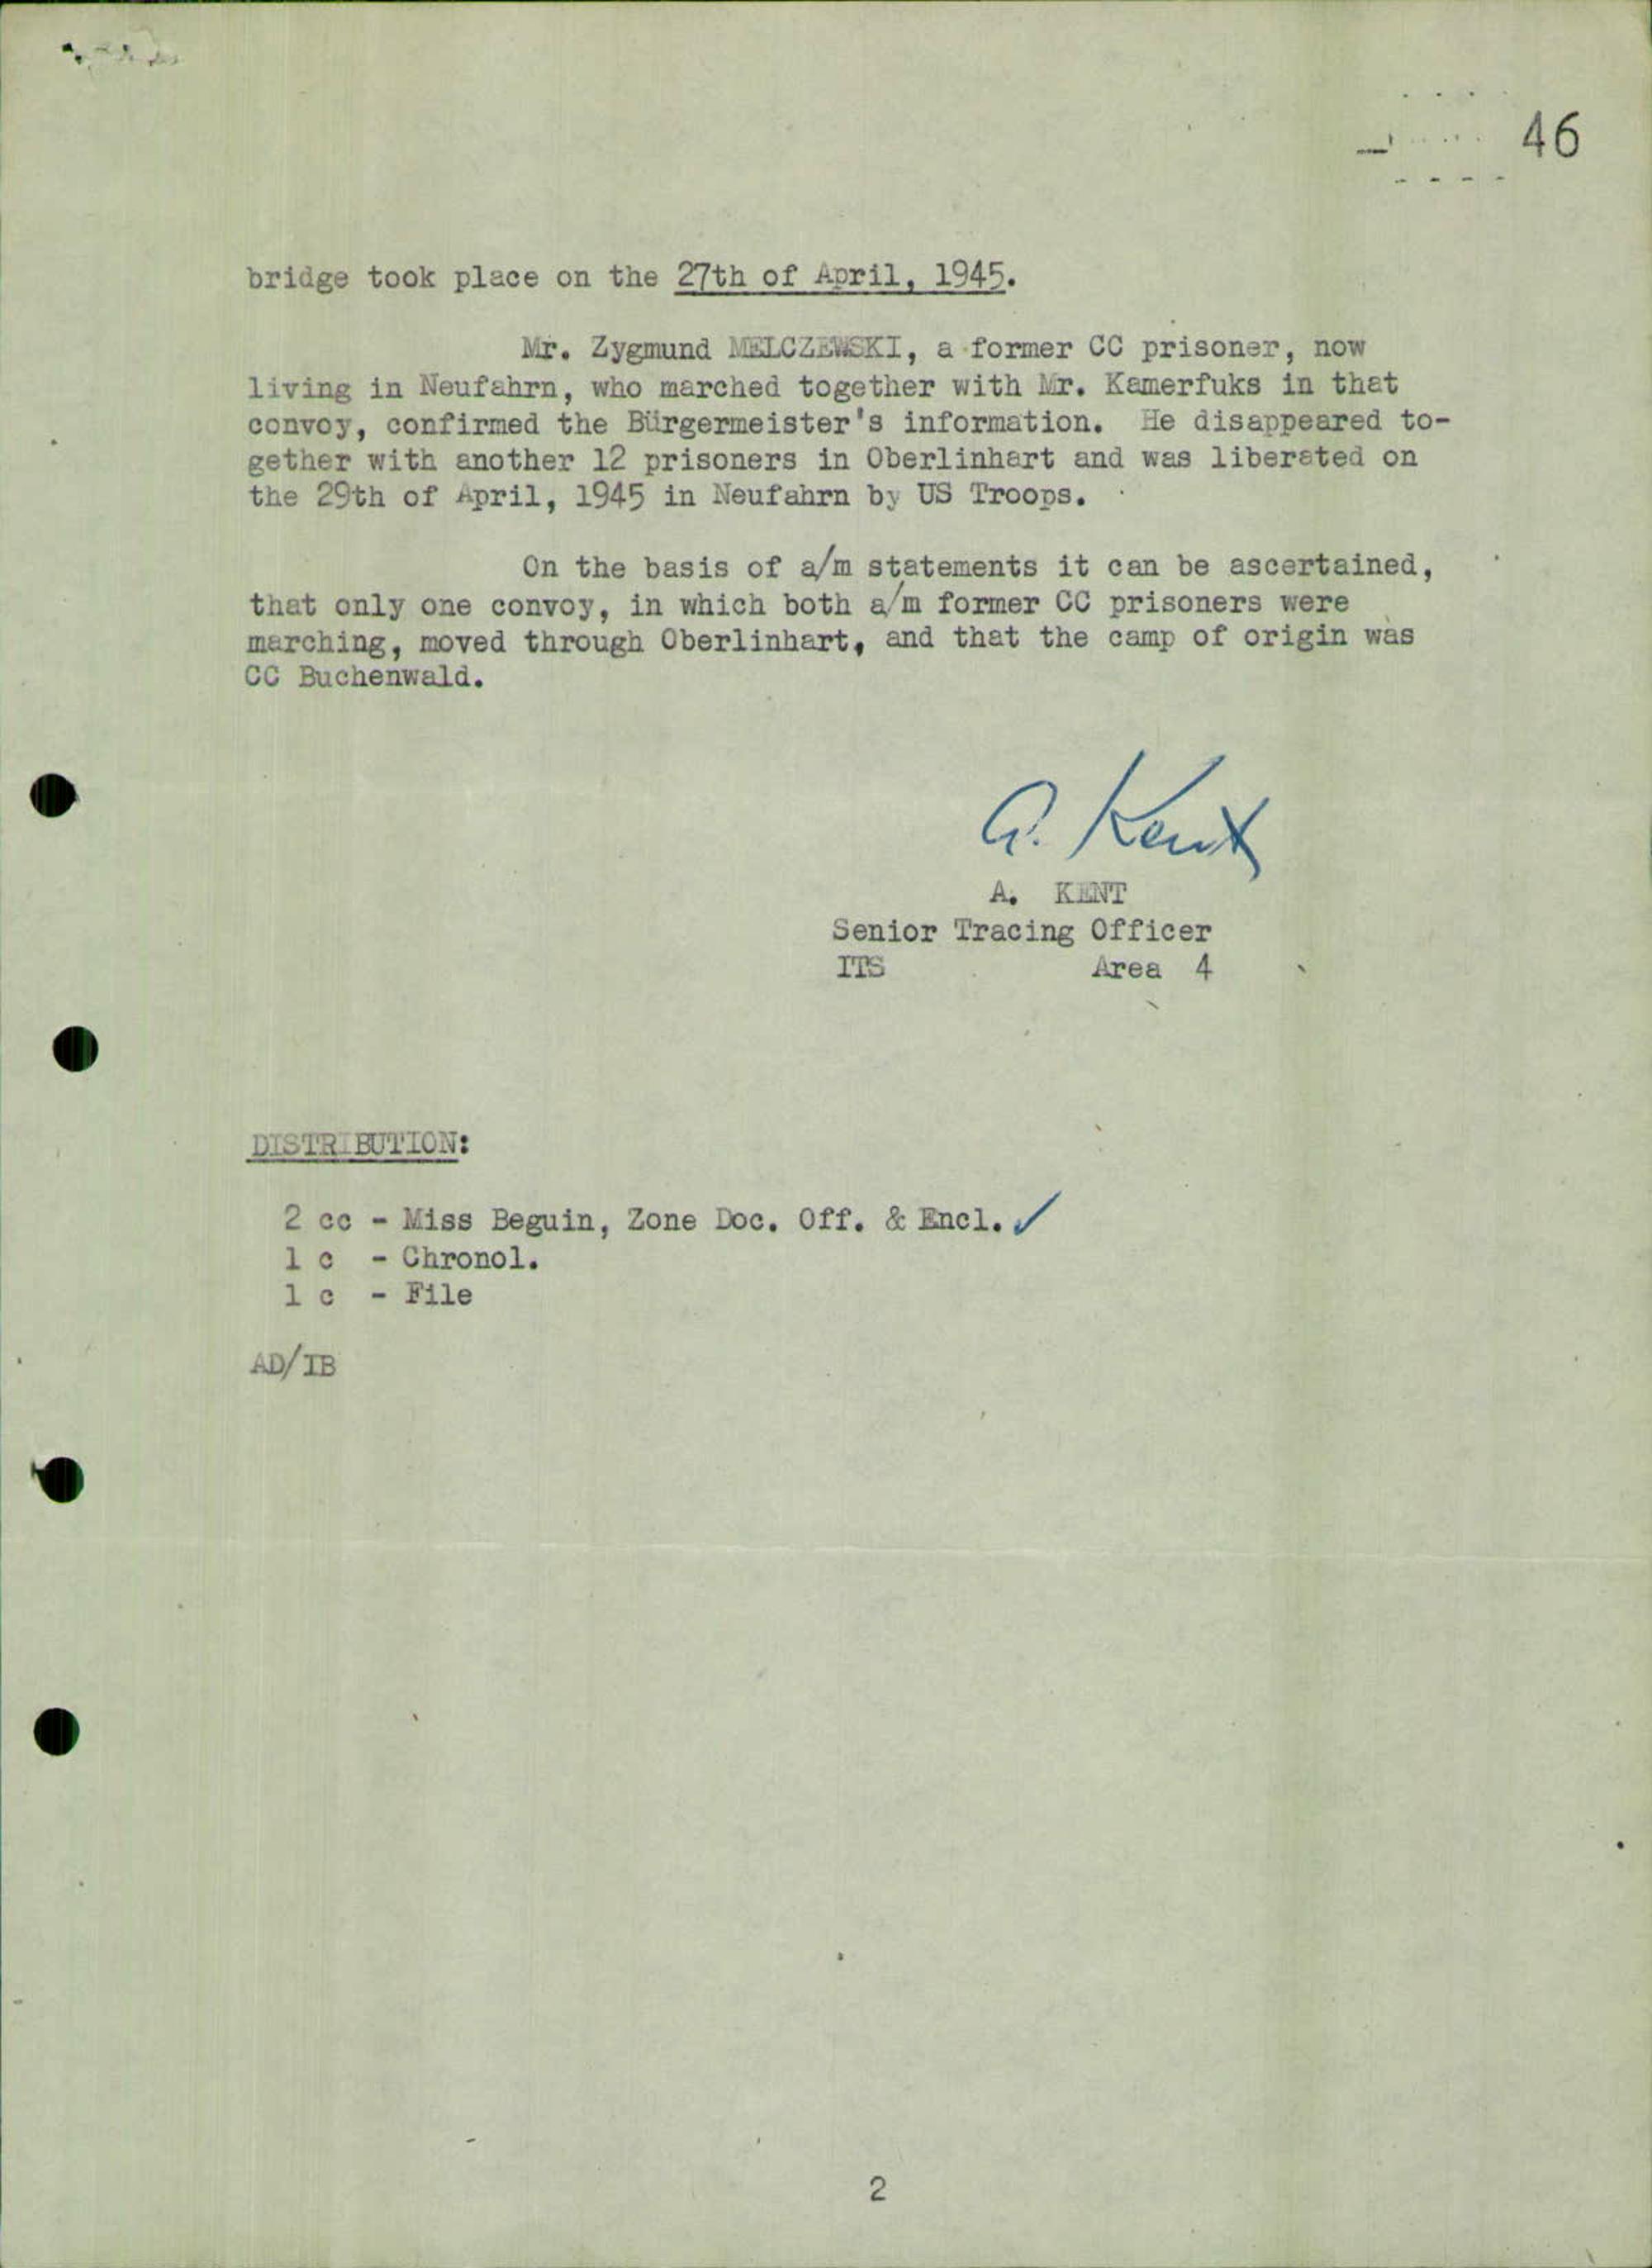 46
bridge took place on the 27th of April, 1945.
Mr. Zygmund MELCZEWSKI, a former CC prisoner, now
living in Neufahrn, who marched together with Mr. Kamerfuks in that
convoy, confirmed the Bürgermeister's information. He disappeared to-
gether with another 12 prisoners in Oberlinhart and was liberated on
the 29th of April, 1945 in Neufahrn by US Troops.
On the basis of a/m statements it can be ascertained,
that only one convoy, in which both a/m former CC prisoners were
marching, moved through Oberlinhart, and that the camp of origin was
CC Buchenwald.
A. Kent
A. KENT
Senior Tracing Officer
ITS Area 4
DISTRIBUTION:
2 cc - Miss Beguin, Zone Doc. Off. & Encl. ✓
1 c - Chronol.
1 c - File
AD/IB
2